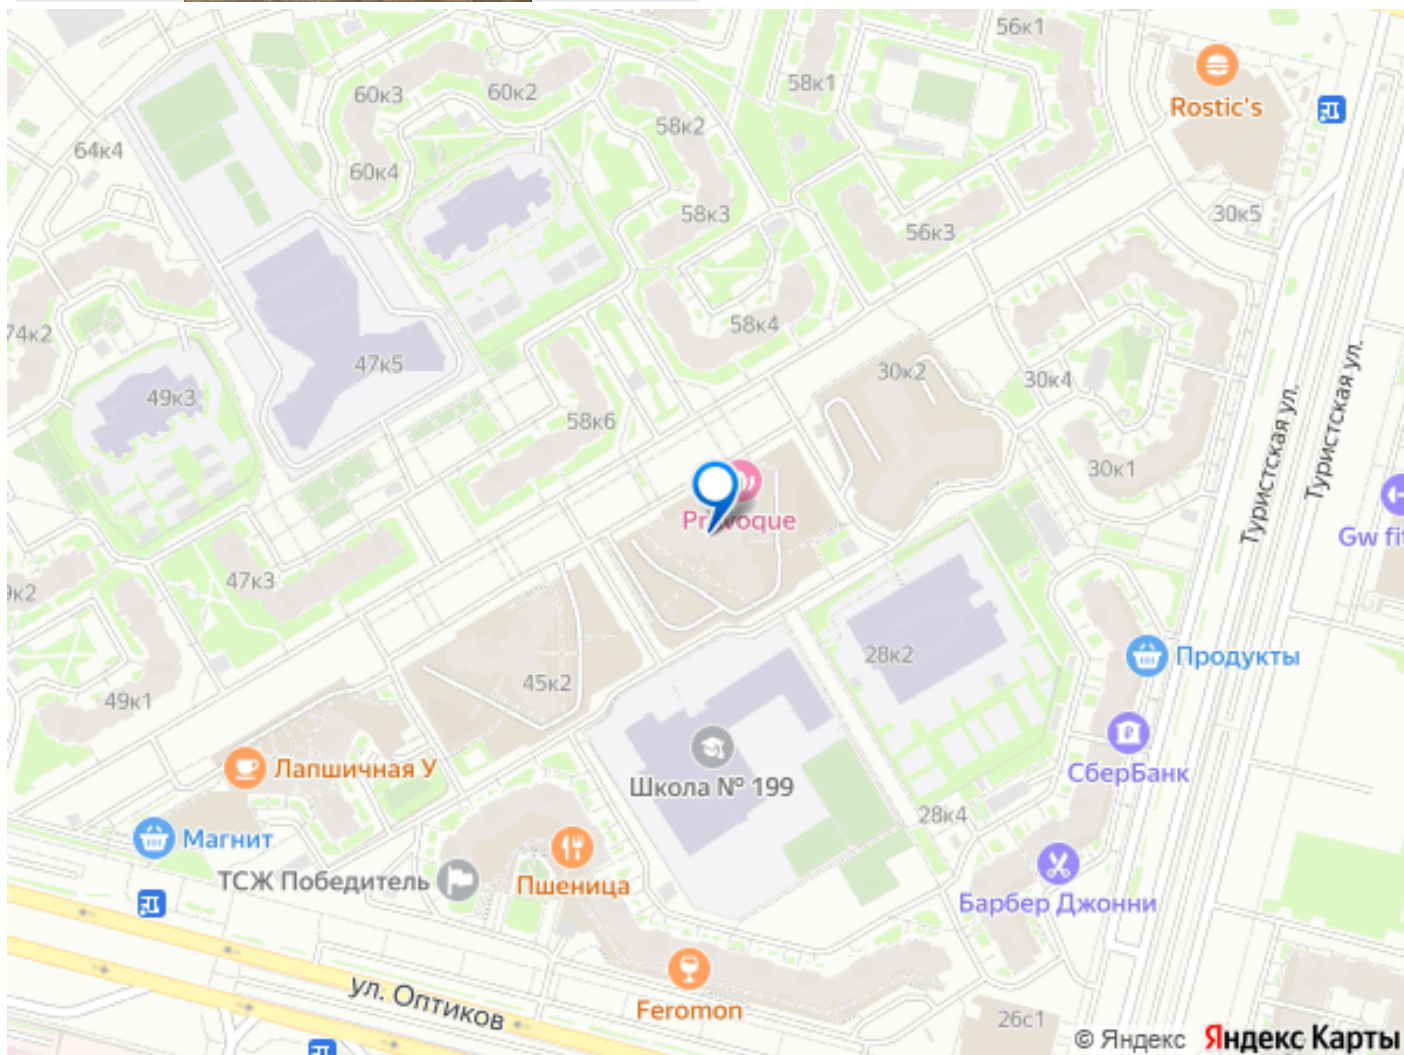 56к1
Rostic's
58к1
60к3
60к2
58к2
64к4
60к4
58к3
56к3
30к5
74к2
58к4
47к5
30к2
30к4
49к3
58к6
Туристская ул.
Туристская ул.
30к1
Provoque
Gw fit
47к3
49к1
45к2
28к2
Продукты
Лапшичная У
Школа № 199
СберБанк
28к4
Магнит
ТСЖ Победитель
Пшеница
Барбер Джонни
ул. Оптиков
Feromon
26с1
© Яндекс Яндекс Карты